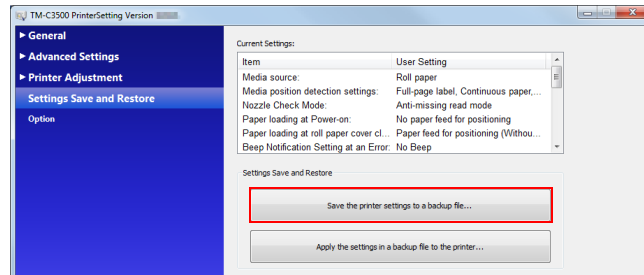 TM-C3500 PrinterSetting Version
General
Advanced Settings
Printer Adjustment
Settings Save and Restore
Option
Current Settings:
Item User Setting
Media source: Roll paper
Media position detection settings: Full-page label, Continuous paper,...
Nozzle Check Mode: Anti-missing read mode
Paper loading at Power-on: No paper feed for positioning
Paper loading at roll paper cover cl... Paper feed for positioning (Withou...
Beep Notification Setting at an Error: No Beep
Settings Save and Restore
Save the printer settings to a backup file...
Apply the settings in a backup file to the printer...